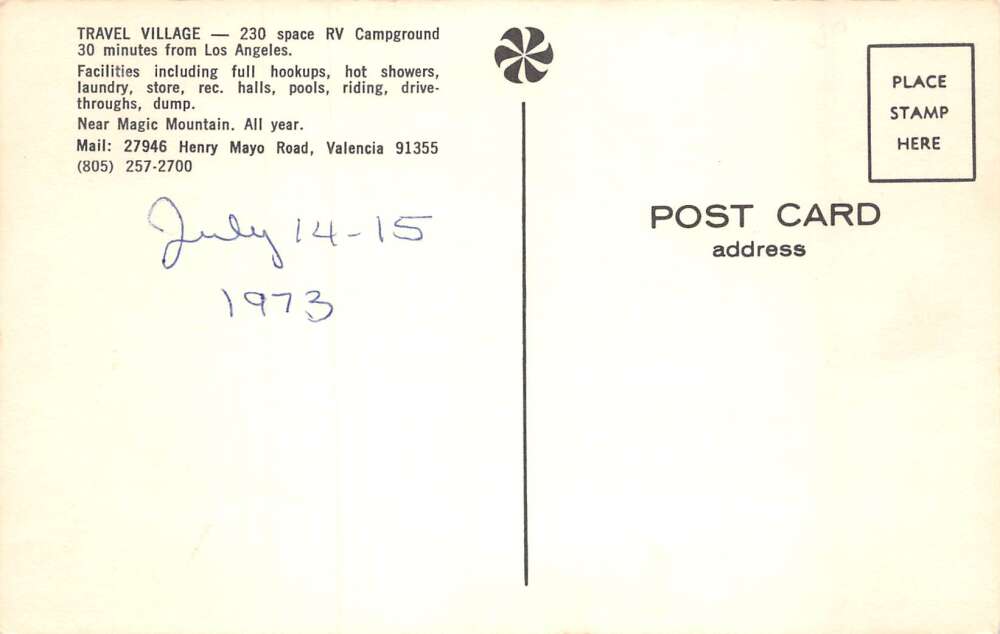 TRAVEL VILLAGE — 230 space RV Campground
30 minutes from Los Angeles.
Facilities including full hookups, hot showers,
laundry, store, rec. halls, pools, riding, drive-
throughs, dump.
Near Magic Mountain. All year.
Mail: 27946 Henry Mayo Road, Valencia 91355
(805) 257-2700
July 14-15
1973
PLACE
STAMP
HERE
POST CARD
address